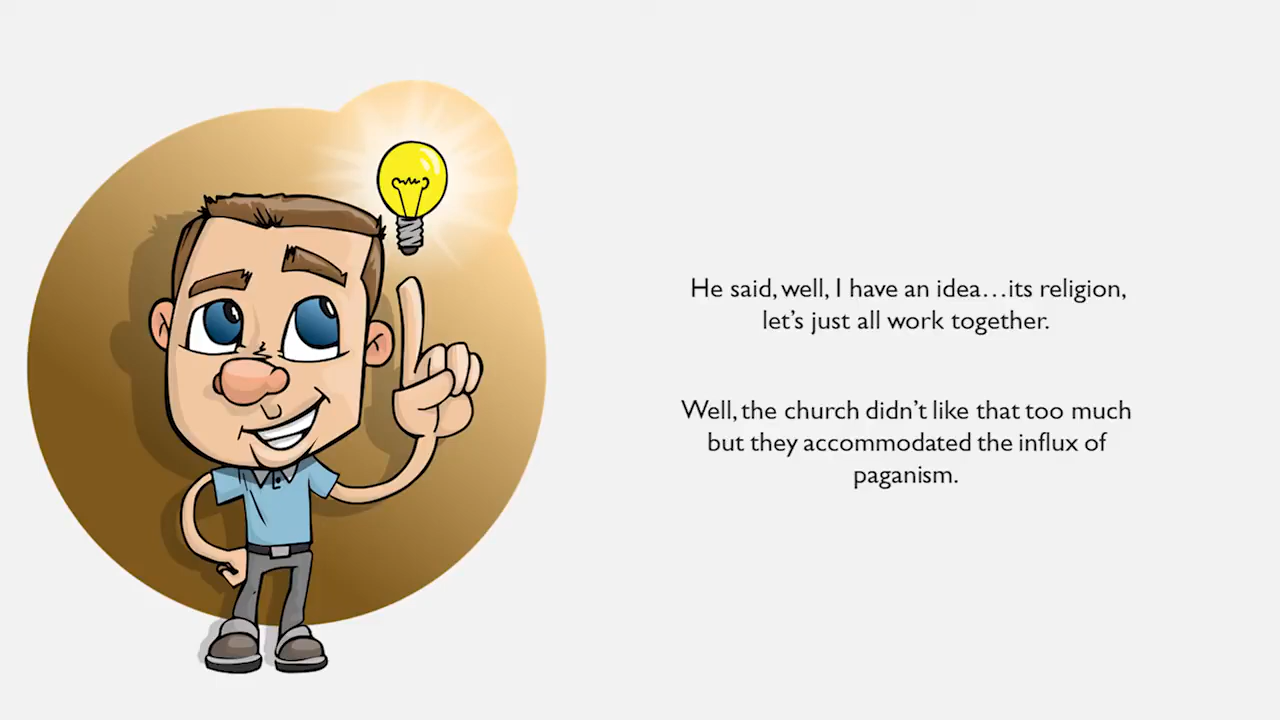 He said, well, I have an idea…its religion,
let’s just all work together.
Well, the church didn’t like that too much
but they accommodated the influx of
paganism.